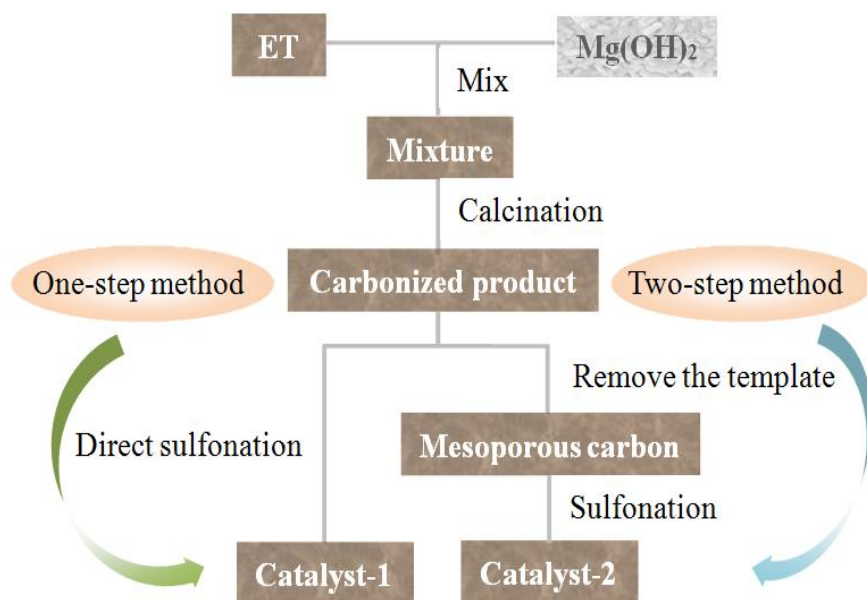 ET
Mg(OH)₂
Mix
Mixture
Calcination
One-step method
Carbonized product
Two-step method
Remove the template
Direct sulfonation
Mesoporous carbon
Sulfonation
Catalyst-1
Catalyst-2